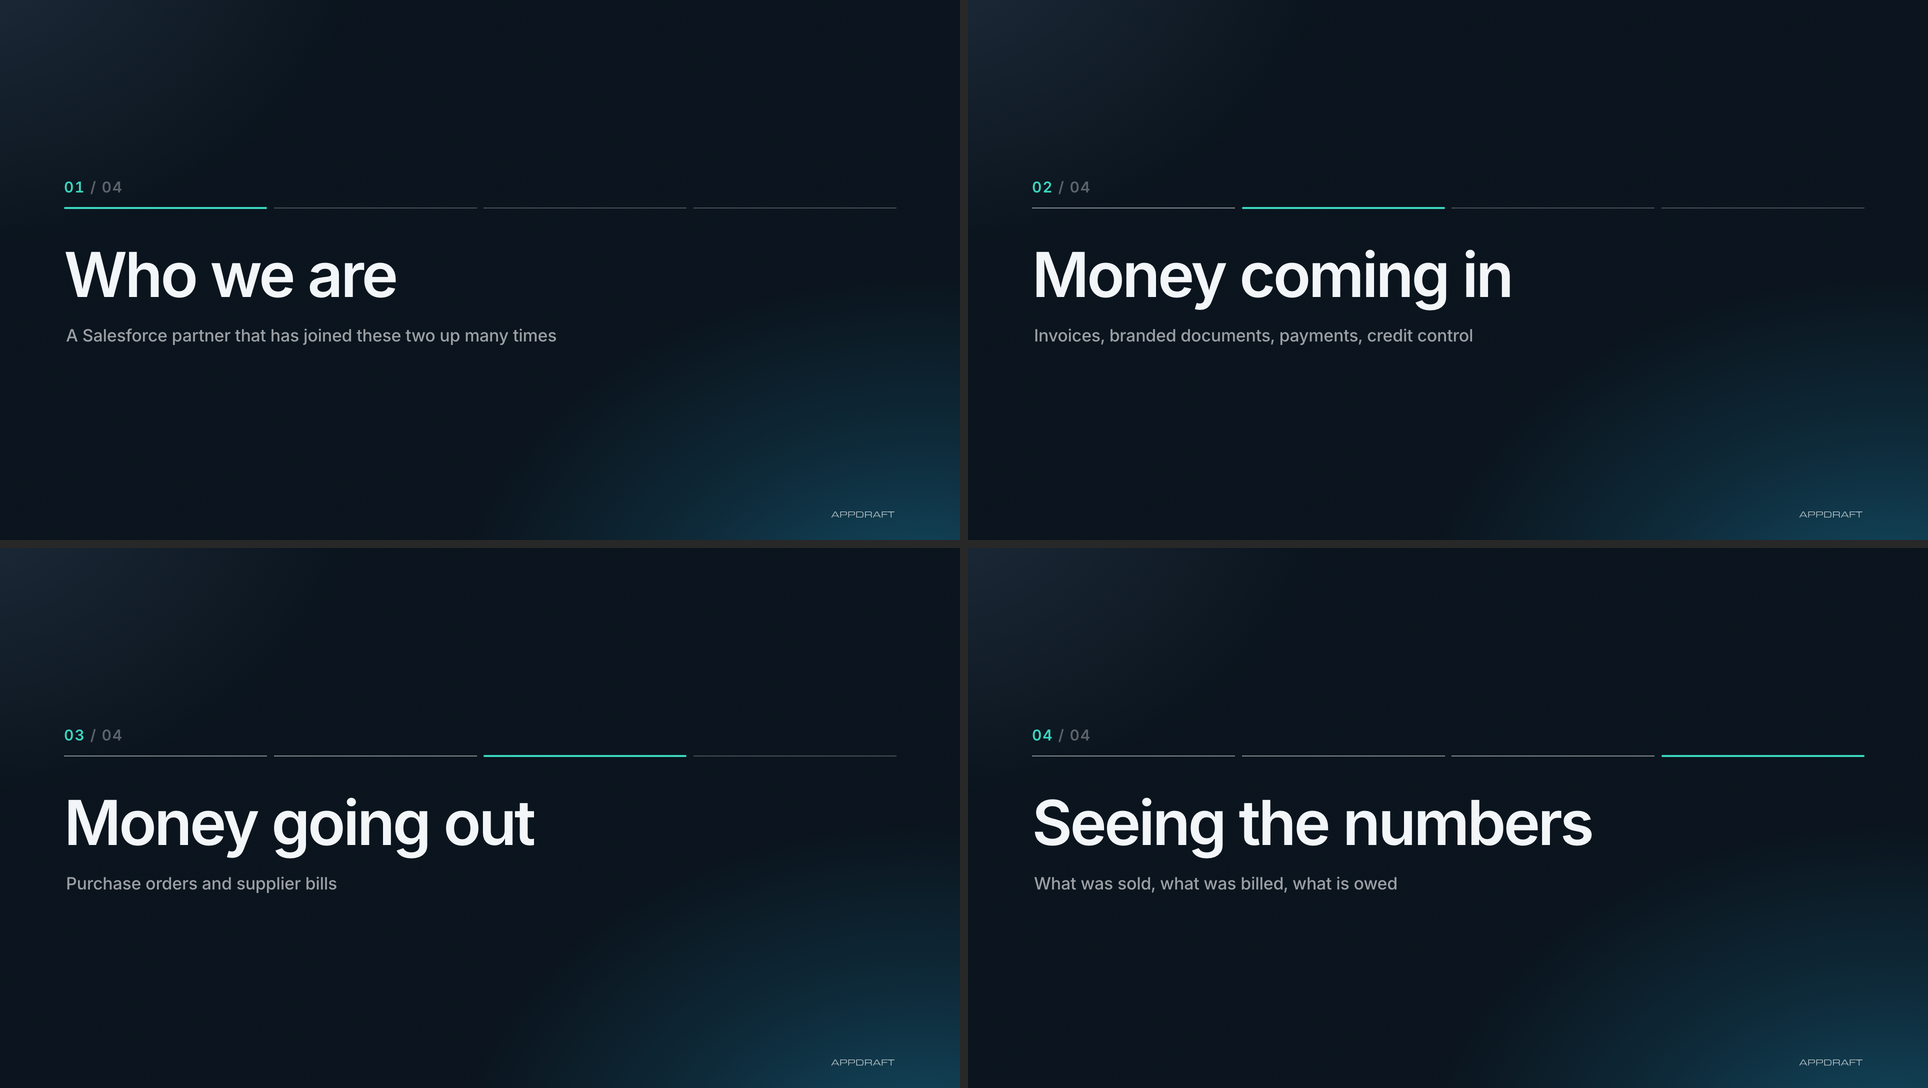 01 / 04
Who we are
A Salesforce partner that has joined these two up many times
APPDRAFT
02 / 04
Money coming in
Invoices, branded documents, payments, credit control
APPDRAFT
03 / 04
Money going out
Purchase orders and supplier bills
APPDRAFT
04 / 04
Seeing the numbers
What was sold, what was billed, what is owed
APPDRAFT